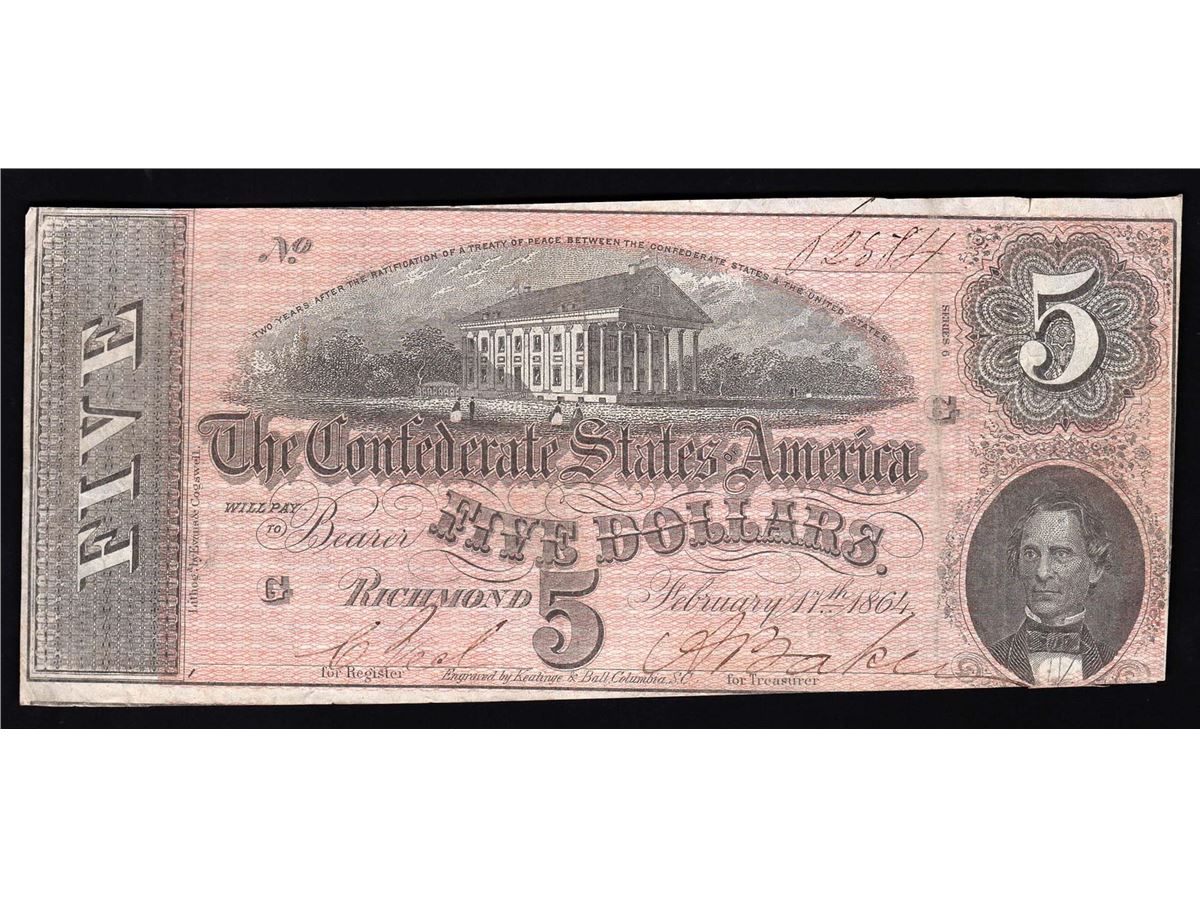 No
62584
TWO YEARS AFTER THE RATIFICATION OF A TREATY OF PEACE BETWEEN THE CONFEDERATE STATES & THE UNITED STATES
5
SERIES 6
FIVE
G
The Confederate States OF America
WILL PAY
TO Bearer FIVE DOLLARS.
Lithog'd by Evans & Cogswell.
G RICHMOND 5 February 17th 1864
for Register
Engraved by Keatinge & Ball, Columbia, S.C.
for Treasurer